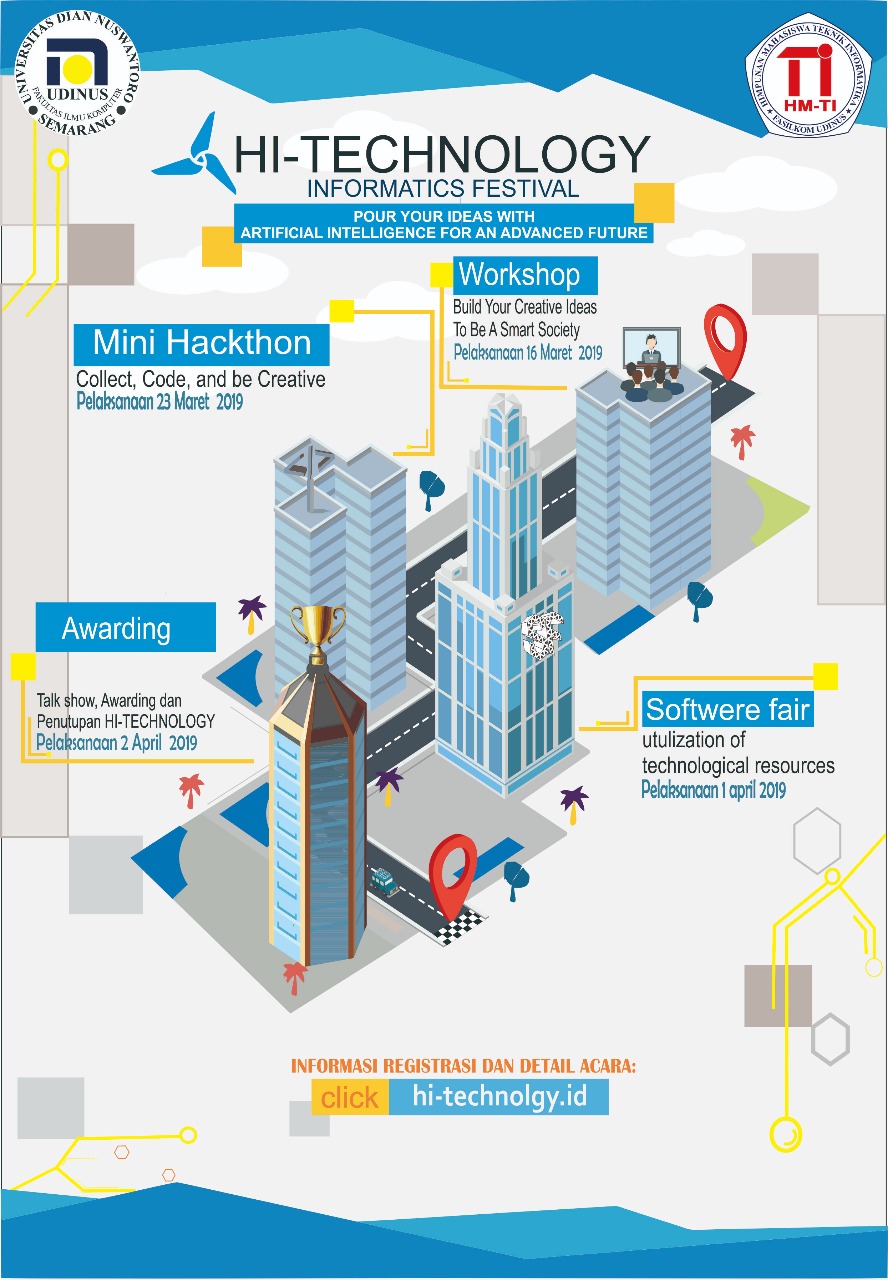 UNIVERSITAS DIAN NUSWANTORO
UDINUS
FAKULTAS ILMU KOMPUTER
SEMARANG
HIMPUNAN MAHASISWA TEKNIK INFORMATIKA
TI
HM-TI
FASILKOM UDINUS
HI-TECHNOLOGY
INFORMATICS FESTIVAL
POUR YOUR IDEAS WITH
ARTIFICIAL INTELLIGENCE FOR AN ADVANCED FUTURE
Workshop
Build Your Creative Ideas
To Be A Smart Society
Pelaksanaan 16 Maret 2019
Mini Hackthon
Collect, Code, and be Creative
Pelaksanaan 23 Maret 2019
Awarding
Talk show, Awarding dan
Penutupan HI-TECHNOLOGY
Pelaksanaan 2 April 2019
Softwere fair
utulization of
technological resources
Pelaksanaan 1 april 2019
INFORMASI REGISTRASI DAN DETAIL ACARA:
click hi-technolgy.id